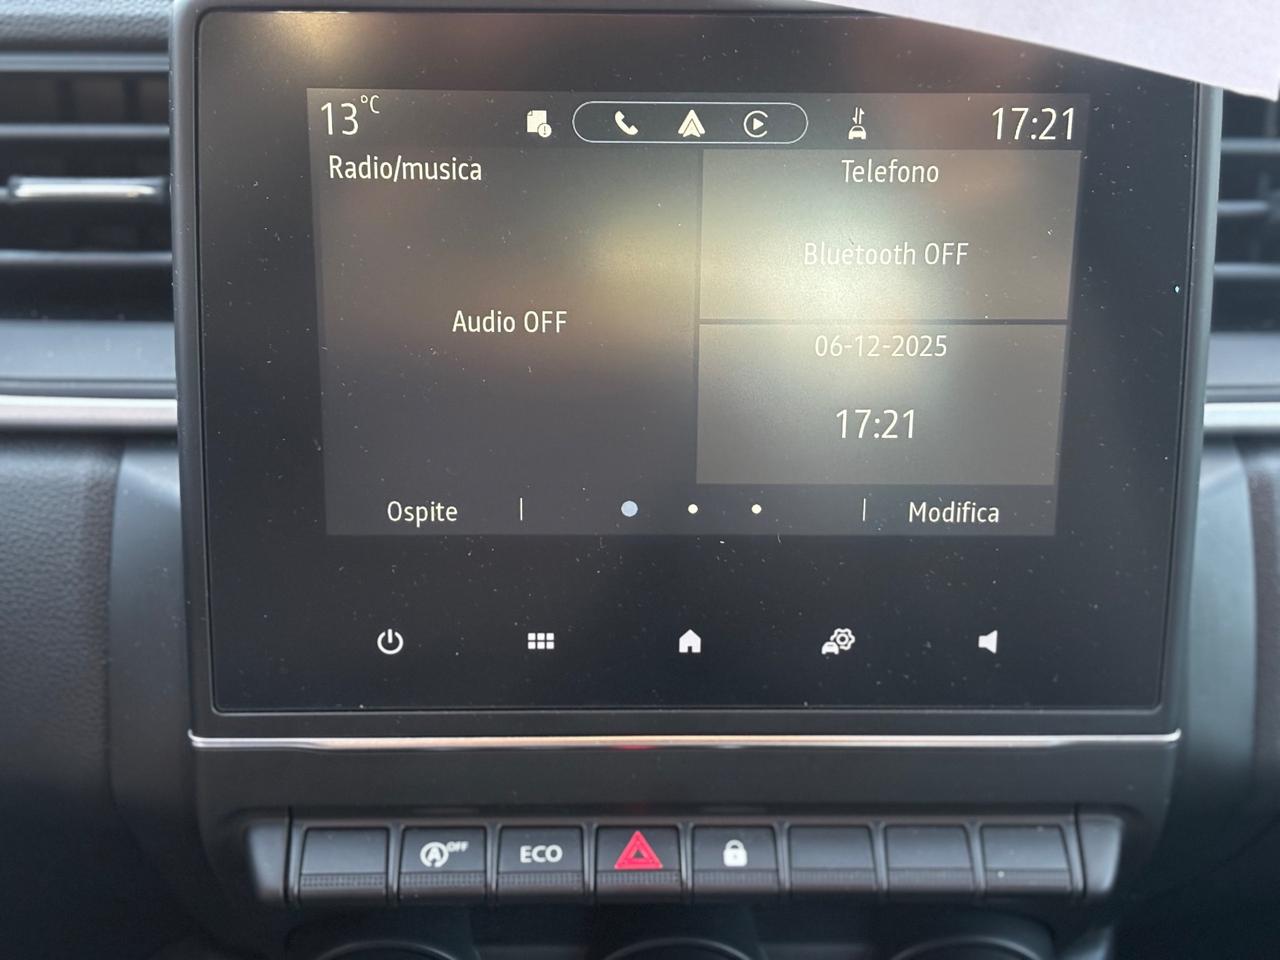 13°C
17:21
Radio/musica
Telefono
Bluetooth OFF
Audio OFF
06-12-2025
17:21
Ospite
Modifica
A OFF
ECO